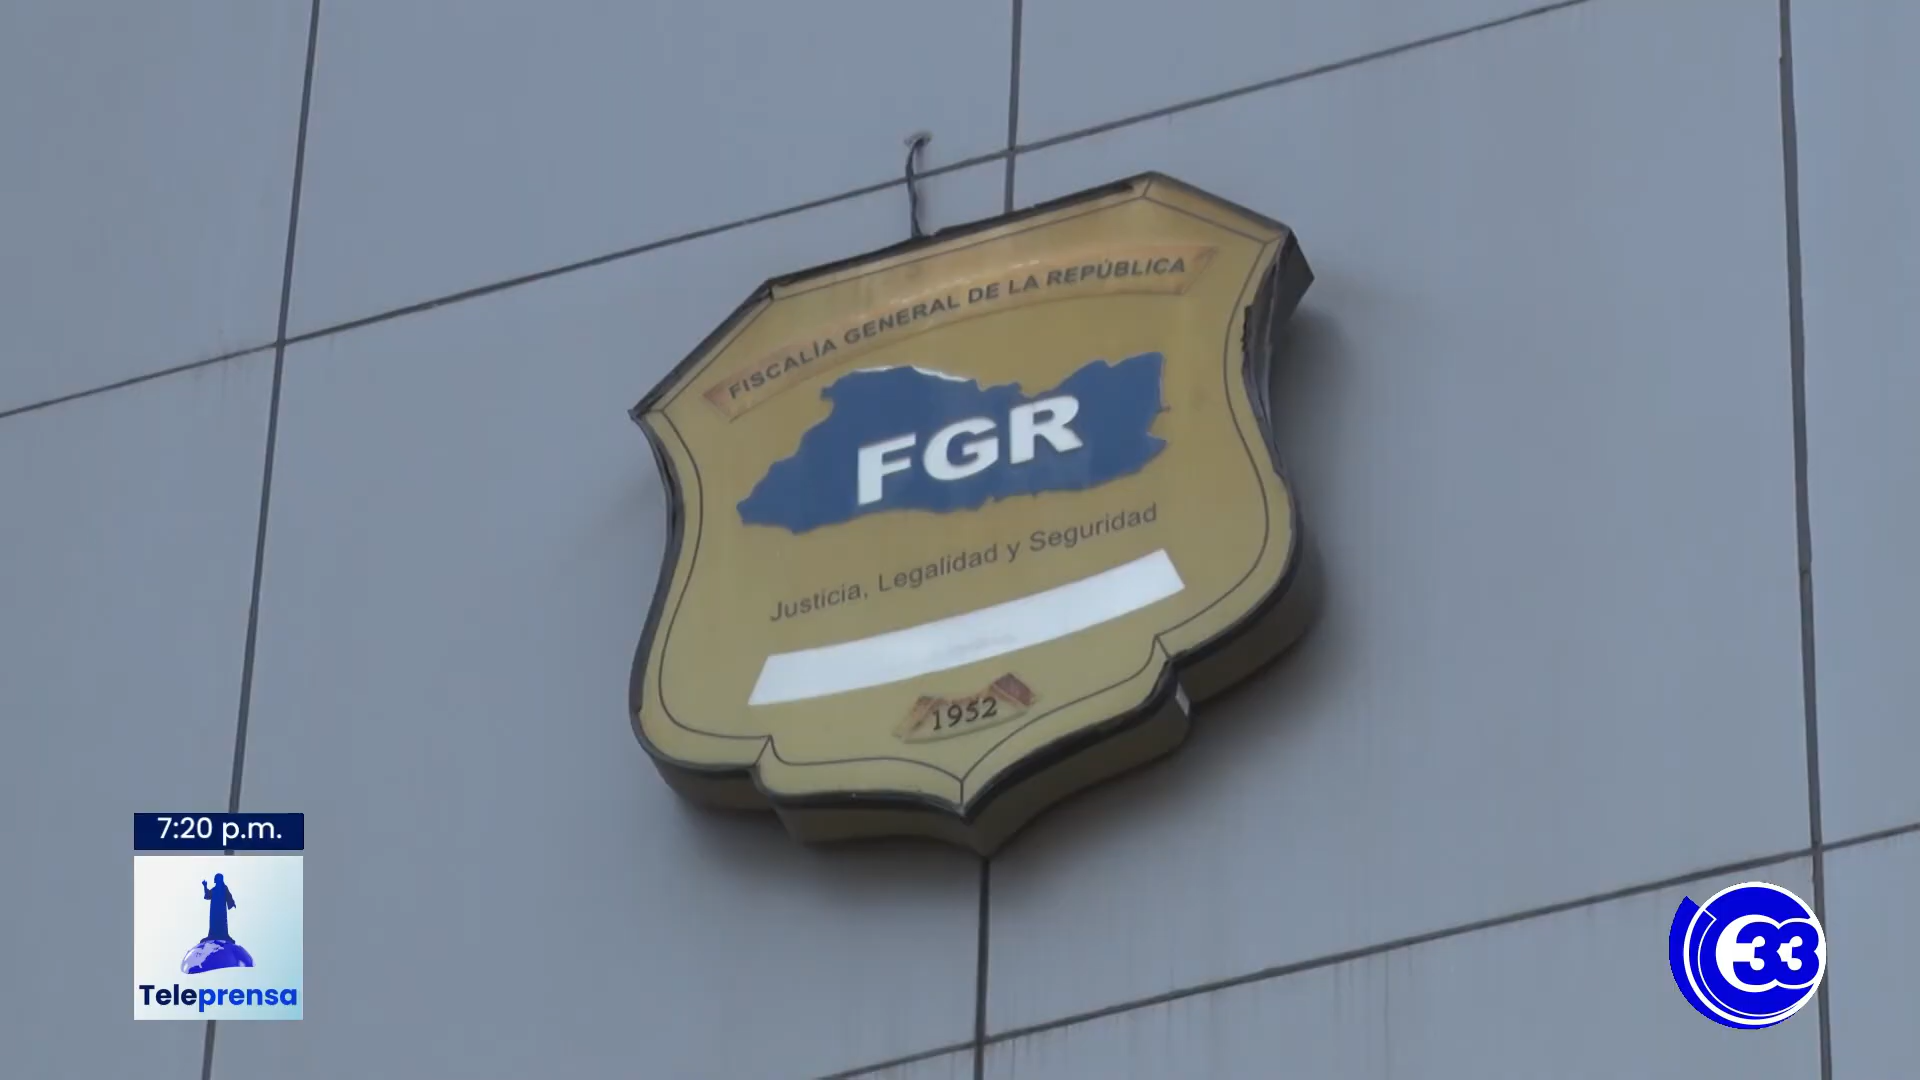 FISCALÍA GENERAL DE LA REPÚBLICA
FGR
Justicia, Legalidad y Seguridad
1952
7:20 p.m.
Teleprensa
33